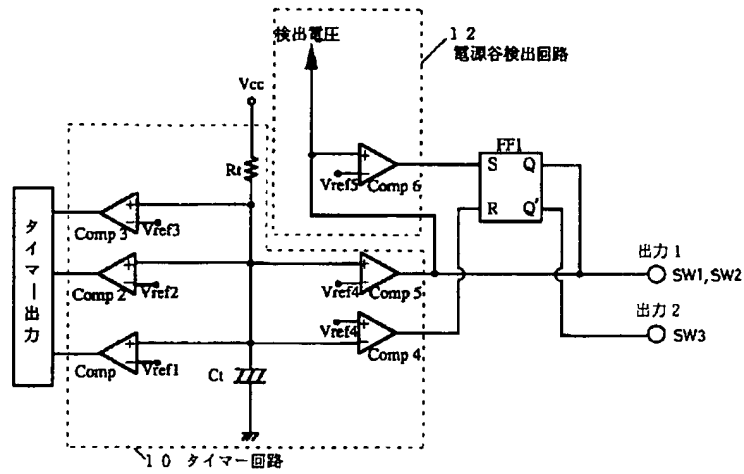 検出電圧
12
電源谷検出回路
Vcc
Rt
Vref5
Comp 6
FF1
S
Q
R
Q'
タイマー出力
Comp 3
Vref3
Comp 2
Vref2
Comp
Vref1
Vref4
Comp 5
Vref4
Comp 4
Ct
出力1
SW1, SW2
出力2
SW3
10 タイマー回路